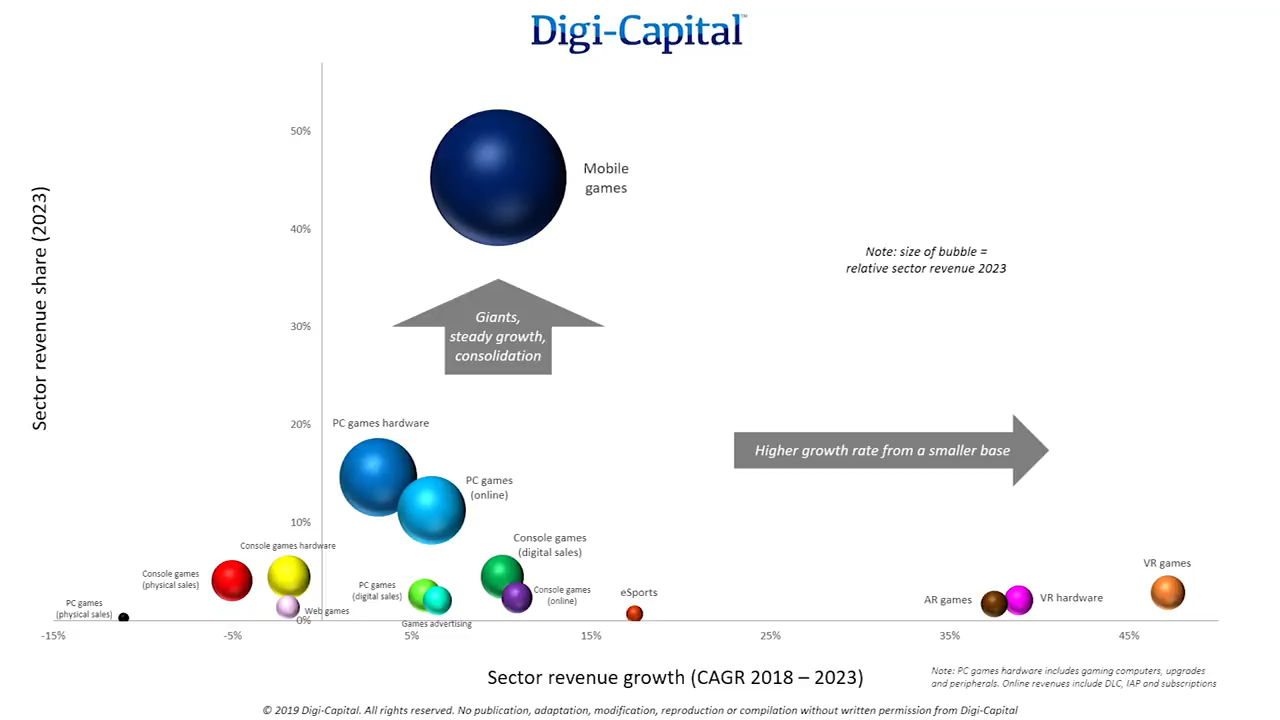 Digi-Capital™
Sector revenue share (2023)
50%
40%
30%
20%
10%
0%
Mobile
games
Note: size of bubble =
relative sector revenue 2023
Giants,
steady growth,
consolidation
PC games hardware
Higher growth rate from a smaller base
PC games
(online)
Console games hardware
Console games
(digital sales)
Console games
(physical sales)
PC games
(digital sales)
Console games
(online)
eSports
VR games
AR games
VR hardware
PC games
(physical sales)
Web games
Games advertising
-15%
-5%
5%
15%
25%
35%
45%
Sector revenue growth (CAGR 2018 – 2023)
Note: PC games hardware includes gaming computers, upgrades
and peripherals. Online revenues include DLC, IAP and subscriptions
© 2019 Digi-Capital. All rights reserved. No publication, adaptation, modification, reproduction or compilation without written permission from Digi-Capital